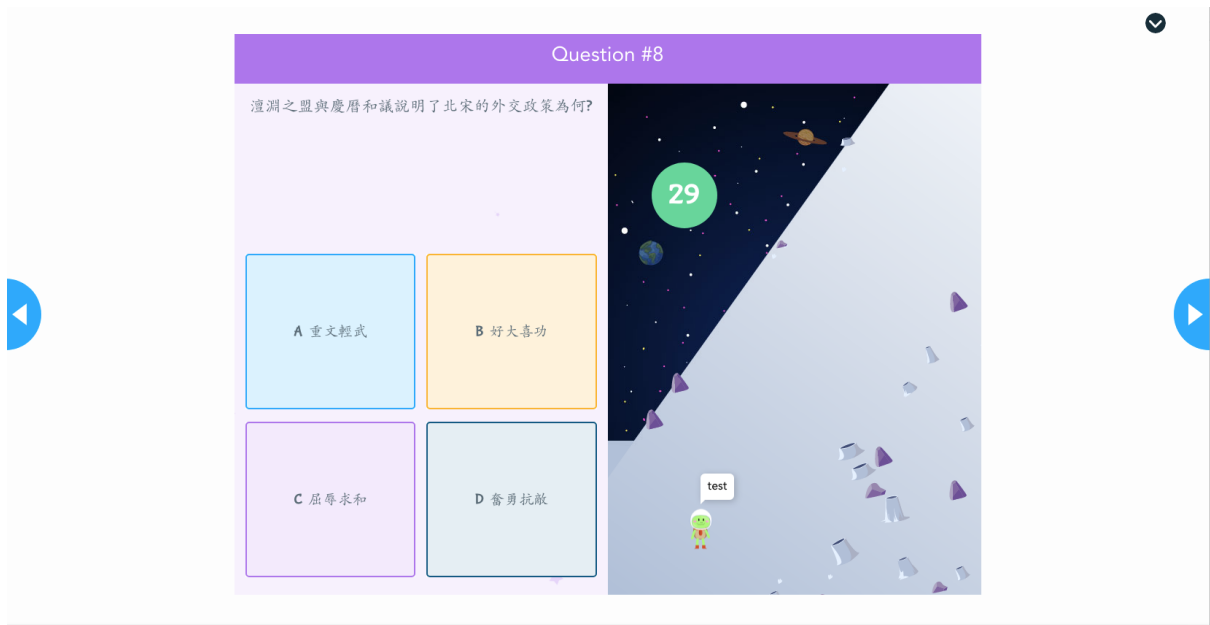 Question #8
澶淵之盟與慶曆和議說明了北宋的外交政策為何?
29
A 重文輕武
B 好大喜功
C 屈辱求和
D 奮勇抗敵
test